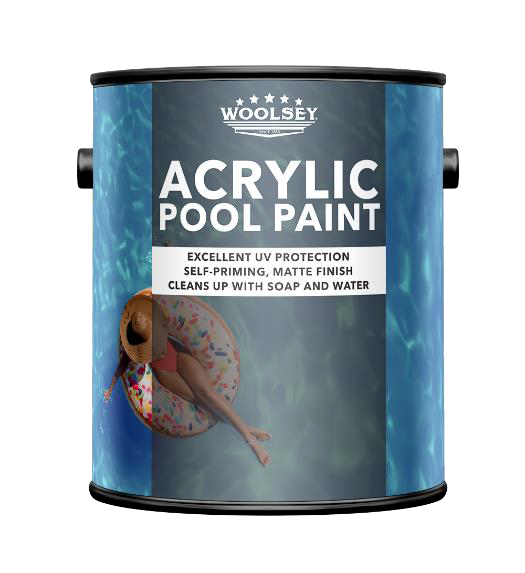 WOOLSEY
ACRYLIC
POOL PAINT
EXCELLENT UV PROTECTION
SELF-PRIMING, MATTE FINISH
CLEANS UP WITH SOAP AND WATER